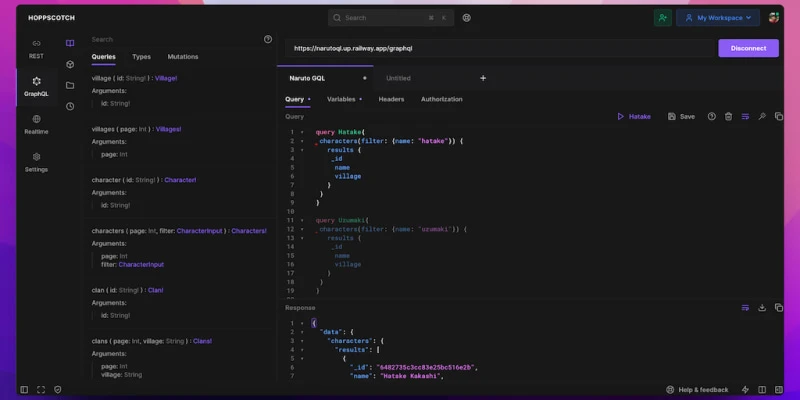 HOPPSCOTCH
Search
⌘ K
My Workspace
REST
GraphQL
Realtime
Settings
Search
Queries Types Mutations
village ( id: String! ) : Village!
Arguments:
id: String!
villages ( page: Int ) : Villages!
Arguments:
page: Int
character ( id: String! ) : Character!
Arguments:
id: String!
characters ( page: Int, filter: CharacterInput ) : Characters!
Arguments:
page: Int
filter: CharacterInput
clan ( id: String! ) : Clan!
Arguments:
id: String!
clans ( page: Int, village: String ) : Clans!
Arguments:
page: Int
village: String
https://narutoql.up.railway.app/graphql
Disconnect
Naruto GQL Untitled
Query Variables Headers Authorization
Query Hatake Save
1 query Hatake{
2 characters(filter: {name: "hatake"}) {
3 results {
4 _id
5 name
6 village
7 }
8 }
9 }
10
11 query Uzumaki{
12 characters(filter: {name: "uzumaki"}) {
13 results {
14 _id
15 name
16 village
17 }
18 }
19 }
Response
1 {
2 "data": {
3 "characters": {
4 "results": [
5 {
6 "_id": "6482735c3cc83e25bc516e2b",
7 "name": "Hatake Kakashi",
Help & feedback